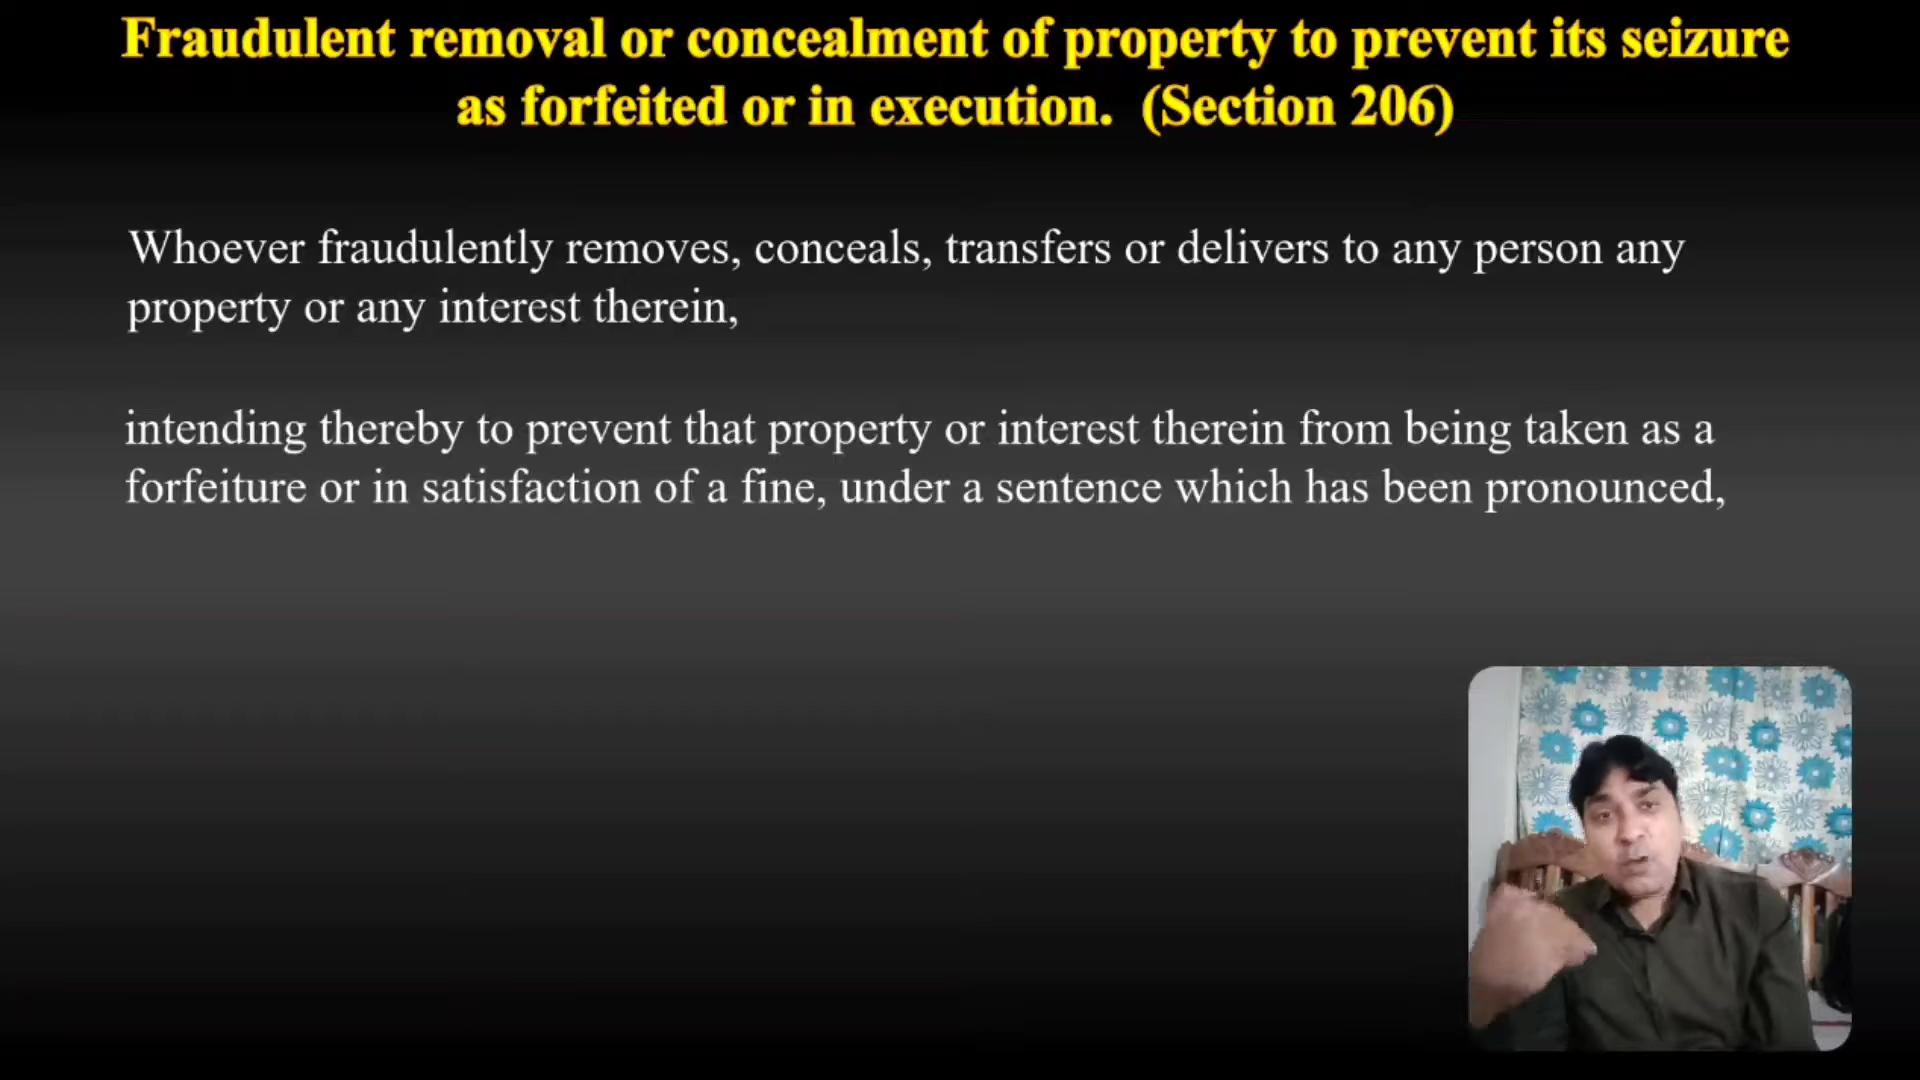 Fraudulent removal or concealment of property to prevent its seizure
as forfeited or in execution. (Section 206)
Whoever fraudulently removes, conceals, transfers or delivers to any person any
property or any interest therein,
intending thereby to prevent that property or interest therein from being taken as a
forfeiture or in satisfaction of a fine, under a sentence which has been pronounced,